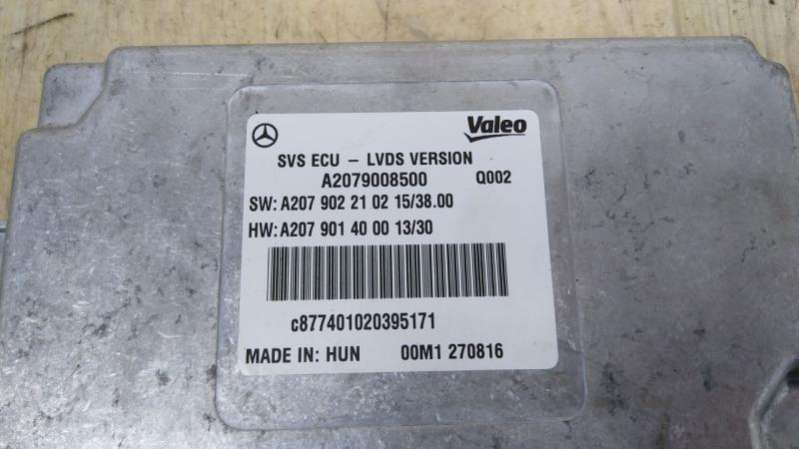 Valeo
SVS ECU – LVDS VERSION
A2079008500 Q002
SW: A207 902 21 02 15/38.00
HW: A207 901 40 00 13/30
c877401020395171
MADE IN: HUN 00M1 270816